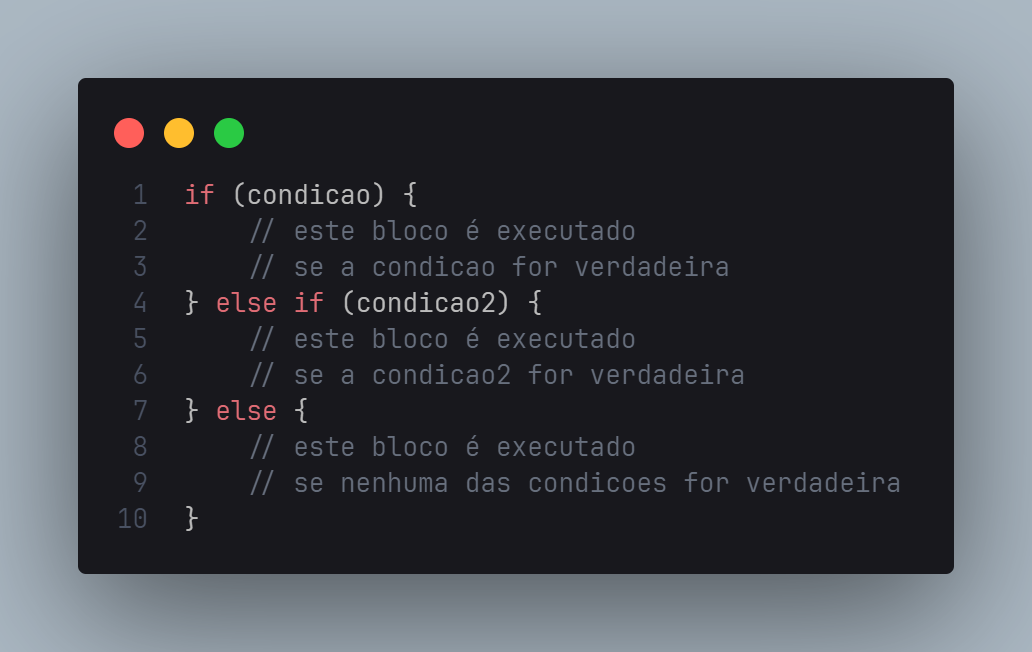 1 if (condicao) {
2 // este bloco é executado
3 // se a condicao for verdadeira
4 } else if (condicao2) {
5 // este bloco é executado
6 // se a condicao2 for verdadeira
7 } else {
8 // este bloco é executado
9 // se nenhuma das condicoes for verdadeira
10 }